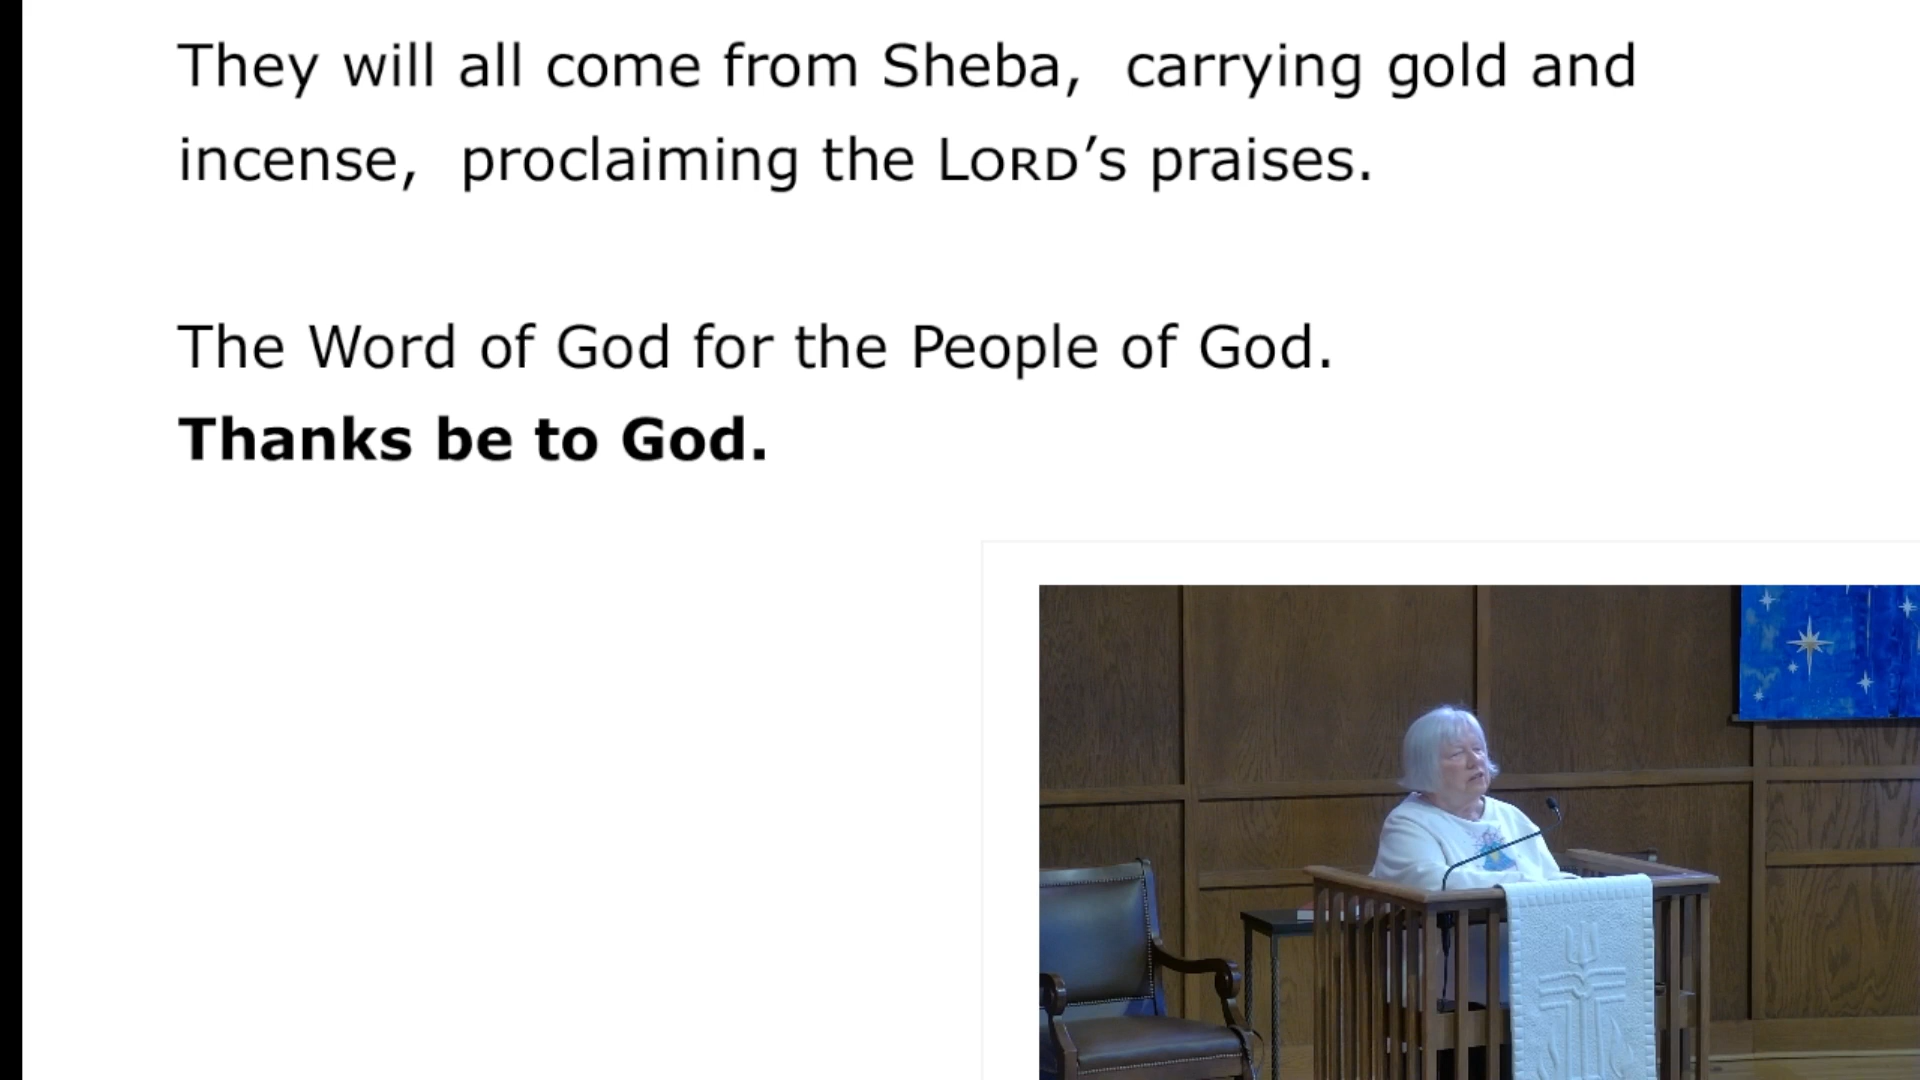 They will all come from Sheba,  carrying gold and
incense,  proclaiming the LORD’s praises.
The Word of God for the People of God.
Thanks be to God.